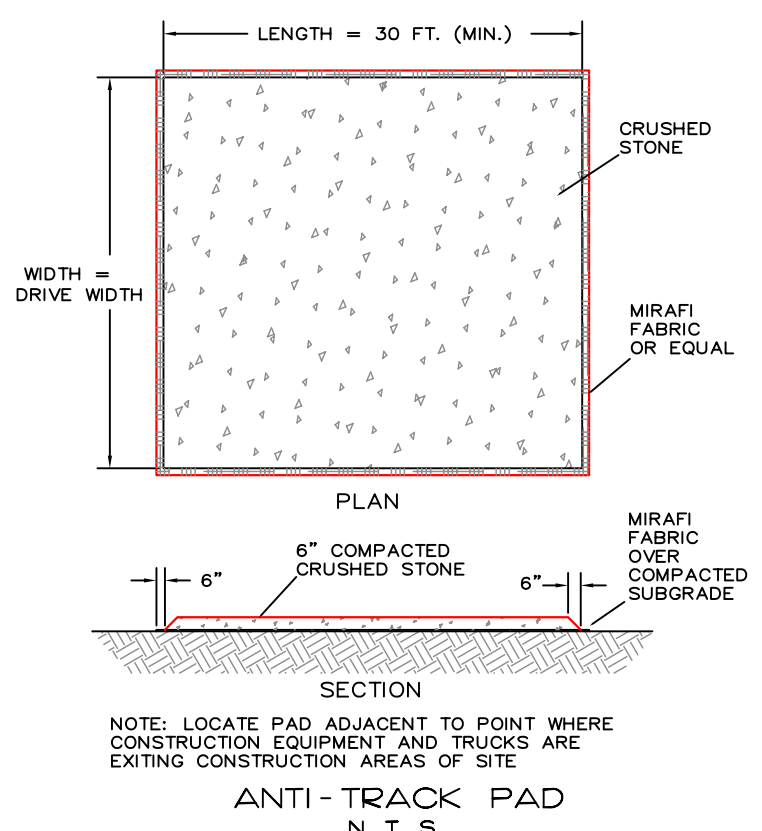 LENGTH = 30 FT. (MIN.)
CRUSHED
STONE
WIDTH =
DRIVE WIDTH
MIRAFI
FABRIC
OR EQUAL
PLAN
MIRAFI
FABRIC
OVER
COMPACTED
SUBGRADE
6" COMPACTED
CRUSHED STONE
6"
6"
SECTION
NOTE: LOCATE PAD ADJACENT TO POINT WHERE
CONSTRUCTION EQUIPMENT AND TRUCKS ARE
EXITING CONSTRUCTION AREAS OF SITE
ANTI-TRACK PAD
N.T.S.